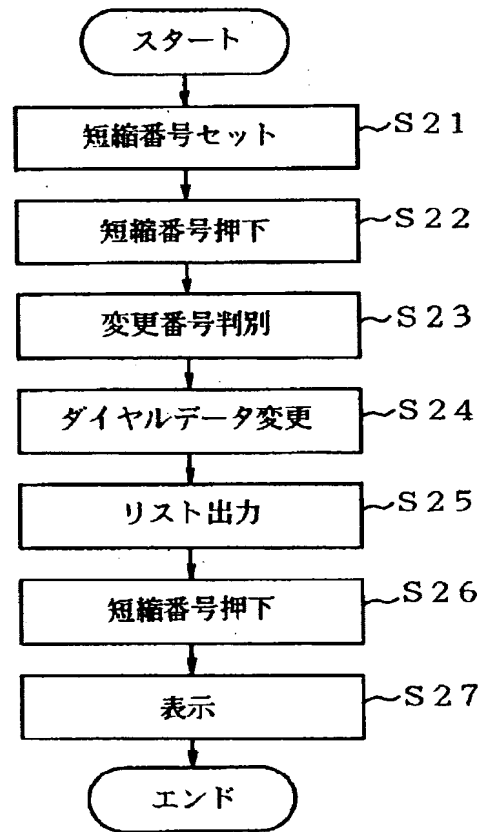 スタート
短縮番号セット
S21
短縮番号押下
S22
変更番号判別
S23
ダイヤルデータ変更
S24
リスト出力
S25
短縮番号押下
S26
表示
S27
エンド